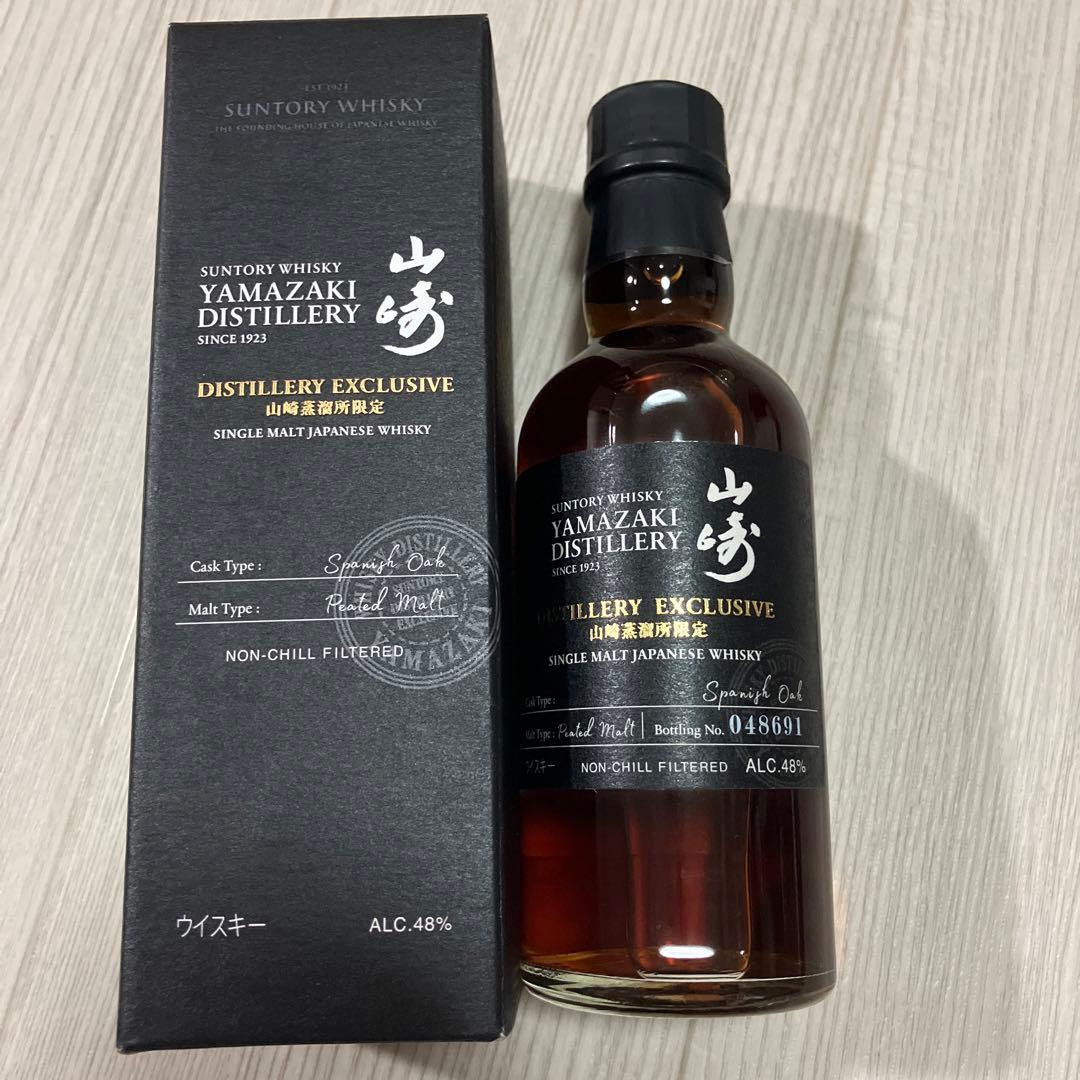 EST 1923
SUNTORY WHISKY
THE FOUNDING HOUSE OF JAPANESE WHISKY
SUNTORY WHISKY
YAMAZAKI
DISTILLERY
SINCE 1923
山崎
DISTILLERY EXCLUSIVE
山崎蒸溜所限定
SINGLE MALT JAPANESE WHISKY
Cask Type : Spanish Oak
Malt Type : Peated Malt
NON-CHILL FILTERED
YAMAZAKI
ウイスキー ALC.48%
SUNTORY WHISKY
YAMAZAKI
DISTILLERY
SINCE 1923
山崎
DISTILLERY EXCLUSIVE
山崎蒸溜所限定
SINGLE MALT JAPANESE WHISKY
Cask Type : Spanish Oak
Malt Type : Peated Malt Bottling No. 048691
ウイスキー NON-CHILL FILTERED ALC.48%